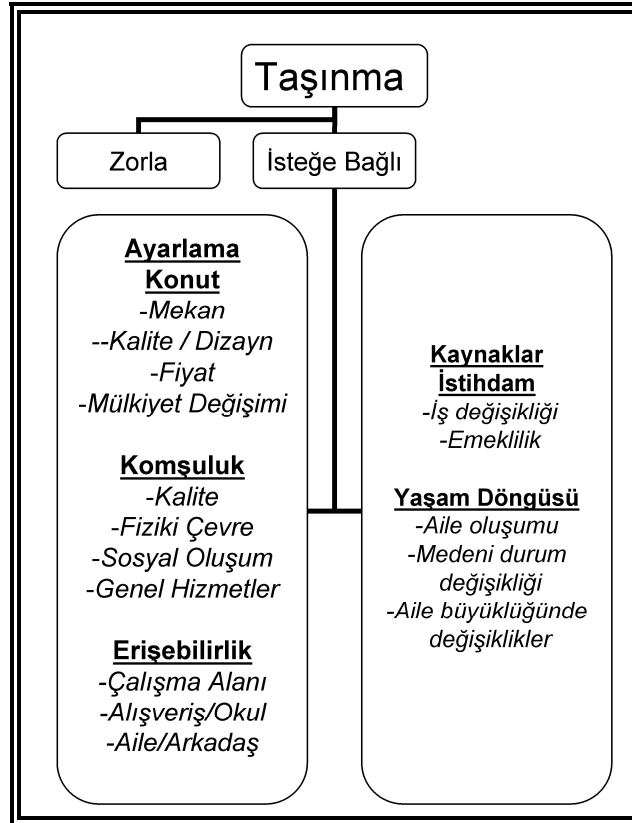 Taşınma
Zorla
İsteğe Bağlı
Ayarlama
Konut
-Mekan
--Kalite / Dizayn
-Fiyat
-Mülkiyet Değişimi
Komşuluk
-Kalite
-Fiziki Çevre
-Sosyal Oluşum
-Genel Hizmetler
Erişebilirlik
-Çalışma Alanı
-Alışveriş/Okul
-Aile/Arkadaş
Kaynaklar
İstihdam
-İş değişikliği
-Emeklilik
Yaşam Döngüsü
-Aile oluşumu
-Medeni durum
değişikliği
-Aile büyüklüğünde
değişiklikler